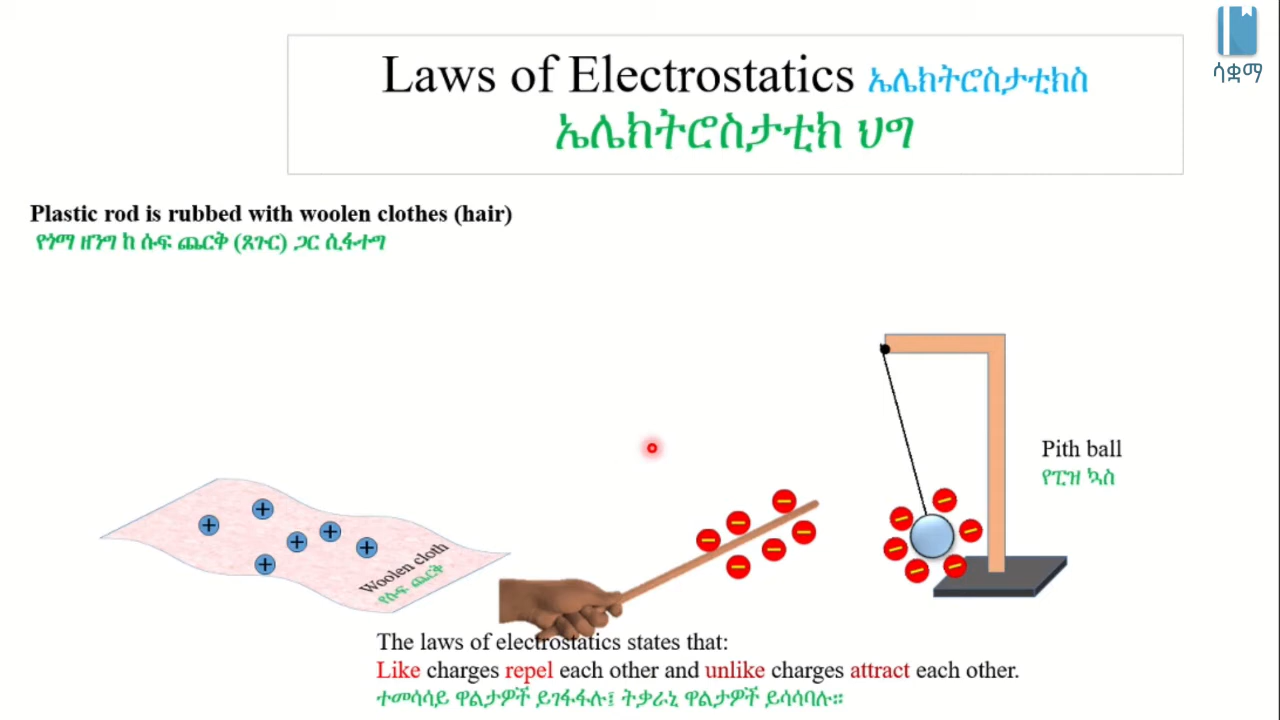 ሳቋማ
Laws of Electrostatics ኤሌክትሮስታቲክስ
ኤሌክትሮስታቲክ ህግ
Plastic rod is rubbed with woolen clothes (hair)
የጎማ ዘንግ ከ ሱፍ ጨርቅ (ጸጉር) ጋር ሲፋተግ
Pith ball
የፒዝ ኳስ
Woolen cloth
የሱፍ ጨርቅ
The laws of electrostatics states that:
Like charges repel each other and unlike charges attract each other.
ተመሳሳይ ዋልታዎች ይገፋፋሉ፤ ትቃራኒ ዋልታዎች ይሳሳባሉ።